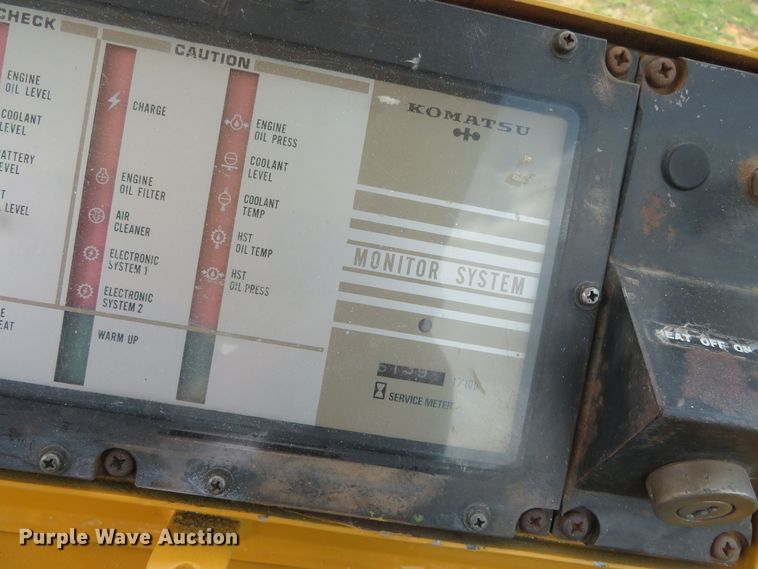 CHECK
CAUTION
ENGINE
OIL LEVEL
COOLANT
LEVEL
BATTERY
LEVEL
LEVEL
CHARGE
ENGINE
OIL FILTER
AIR
CLEANER
ELECTRONIC
SYSTEM 1
ELECTRONIC
SYSTEM 2
WARM UP
ENGINE
OIL PRESS
COOLANT
LEVEL
COOLANT
TEMP
HST
OIL TEMP
HST
OIL PRESS
KOMATSU
MONITOR SYSTEM
SERVICE METER
HEAT OFF ON
Purple Wave Auction